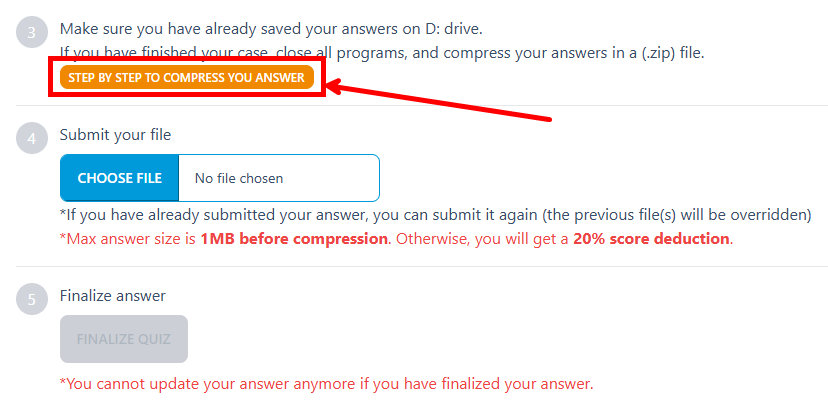 3
Make sure you have already saved your answers on D: drive.
If you have finished your case, close all programs, and compress your answers in a (.zip) file.
STEP BY STEP TO COMPRESS YOU ANSWER
4
Submit your file
CHOOSE FILE No file chosen
*If you have already submitted your answer, you can submit it again (the previous file(s) will be overridden)
*Max answer size is 1MB before compression. Otherwise, you will get a 20% score deduction.
5
Finalize answer
FINALIZE QUIZ
*You cannot update your answer anymore if you have finalized your answer.